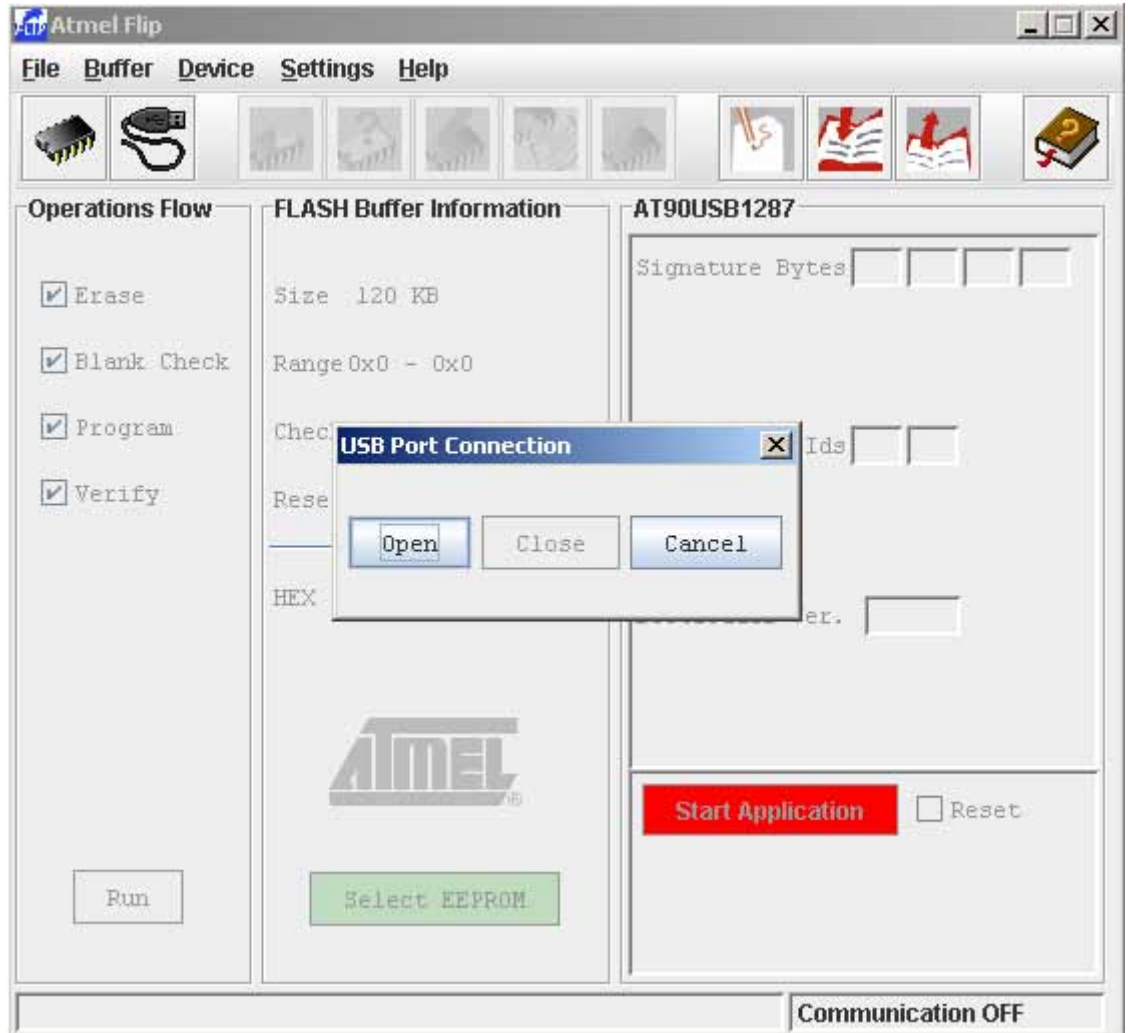 Atmel Flip
File Buffer Device Settings Help
Operations Flow
Erase
Blank Check
Program
Verify
Run
FLASH Buffer Information
Size 120 KB
Range 0x0 - 0x0
Chec
Rese
HEX
ATMEL
®
Select EEPROM
USB Port Connection
Open Close Cancel
AT90USB1287
Signature Bytes
Ids
er.
Start Application Reset
Communication OFF